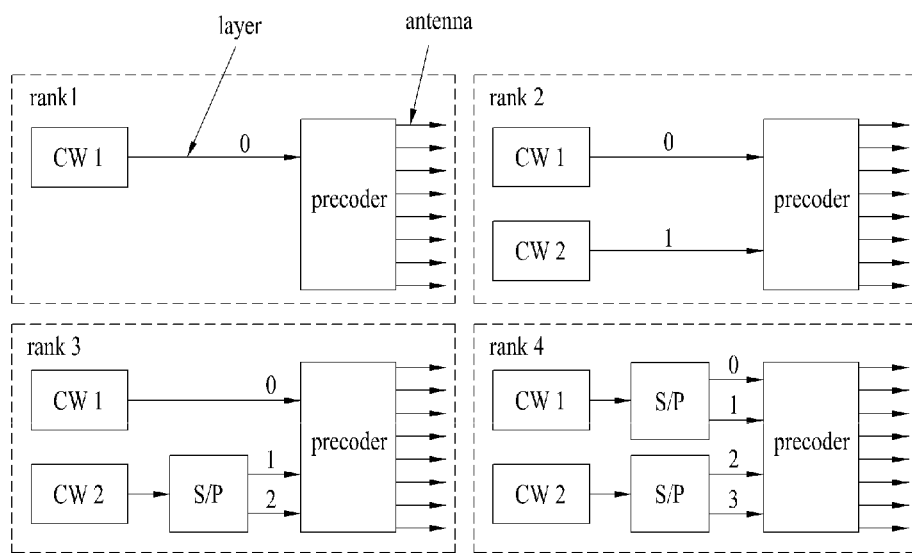 layer
antenna
rank1
CW 1
0
precoder
rank 2
CW 1
0
CW 2
1
precoder
rank 3
CW 1
0
CW 2
S/P
1
2
precoder
rank 4
CW 1
S/P
0
1
CW 2
S/P
2
3
precoder